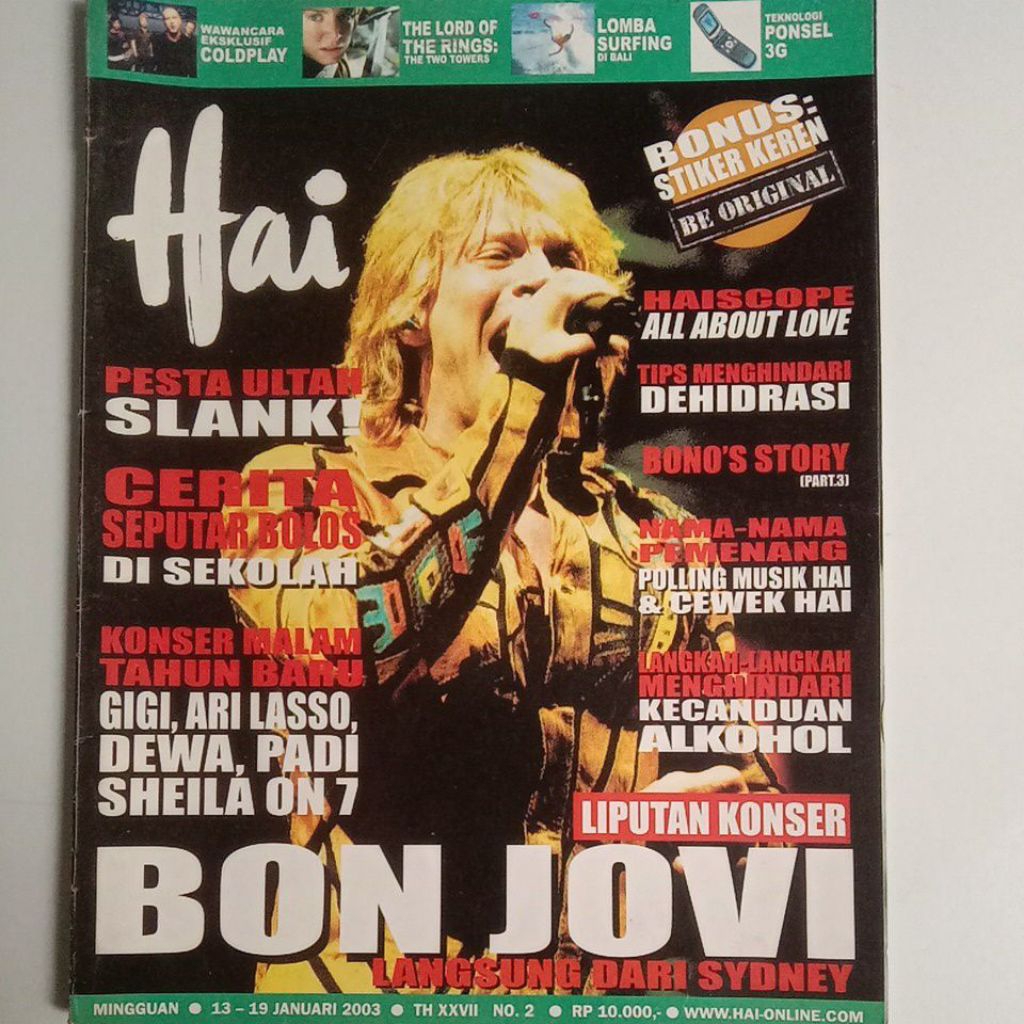 WAWANCARA
EKSKLUSIF
COLDPLAY
THE LORD OF
THE RINGS:
THE TWO TOWERS
LOMBA
SURFING
DI BALI
TEKNOLOGI
PONSEL
3G
Hai
BONUS:
STIKER KEREN
BE ORIGINAL
PESTA ULTAH
SLANK!
CERITA
SEPUTAR BOLOS
DI SEKOLAH
KONSER MALAM
TAHUN BARU
GIGI, ARI LASSO,
DEWA, PADI
SHEILA ON 7
HAISCOPE
ALL ABOUT LOVE
TIPS MENGHINDARI
DEHIDRASI
BONO'S STORY
(PART.3)
NAMA-NAMA
PEMENANG
POLLING MUSIK HAI
& CEWEK HAI
LANGKAH-LANGKAH
MENGHINDARI
KECANDUAN
ALKOHOL
LIPUTAN KONSER
BON JOVI
LANGSUNG DARI SYDNEY
MINGGUAN ● 13 – 19 JANUARI 2003 ● TH XXVII NO. 2 ● RP 10.000,- ● WWW.HAI-ONLINE.COM